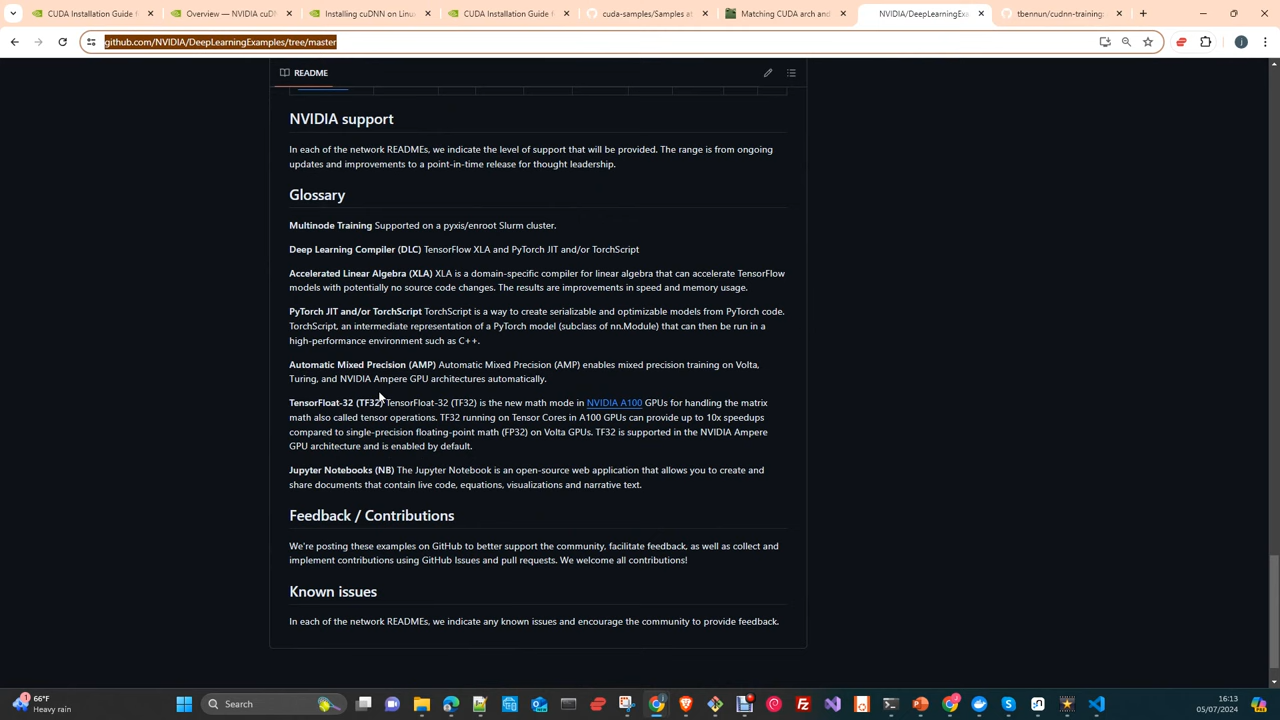 CUDA Installation Guide f
Overview — NVIDIA cuD
Installing cuDNN on Linux
CUDA Installation Guide f
cuda-samples/Samples at
Matching CUDA arch and
NVIDIA/DeepLearningExa
tbennun/cudnn-training:
github.com/NVIDIA/DeepLearningExamples/tree/master
README
NVIDIA support
In each of the network READMEs, we indicate the level of support that will be provided. The range is from ongoing
updates and improvements to a point-in-time release for thought leadership.
Glossary
Multinode Training Supported on a pyxis/enroot Slurm cluster.
Deep Learning Compiler (DLC) TensorFlow XLA and PyTorch JIT and/or TorchScript
Accelerated Linear Algebra (XLA) XLA is a domain-specific compiler for linear algebra that can accelerate TensorFlow
models with potentially no source code changes. The results are improvements in speed and memory usage.
PyTorch JIT and/or TorchScript TorchScript is a way to create serializable and optimizable models from PyTorch code.
TorchScript, an intermediate representation of a PyTorch model (subclass of nn.Module) that can then be run in a
high-performance environment such as C++.
Automatic Mixed Precision (AMP) Automatic Mixed Precision (AMP) enables mixed precision training on Volta,
Turing, and NVIDIA Ampere GPU architectures automatically.
TensorFloat-32 (TF32) TensorFloat-32 (TF32) is the new math mode in NVIDIA A100 GPUs for handling the matrix
math also called tensor operations. TF32 running on Tensor Cores in A100 GPUs can provide up to 10x speedups
compared to single-precision floating-point math (FP32) on Volta GPUs. TF32 is supported in the NVIDIA Ampere
GPU architecture and is enabled by default.
Jupyter Notebooks (NB) The Jupyter Notebook is an open-source web application that allows you to create and
share documents that contain live code, equations, visualizations and narrative text.
Feedback / Contributions
We're posting these examples on GitHub to better support the community, facilitate feedback, as well as collect and
implement contributions using GitHub Issues and pull requests. We welcome all contributions!
Known issues
In each of the network READMEs, we indicate any known issues and encourage the community to provide feedback.
66°F
Heavy rain
Search
16:13
05/07/2024